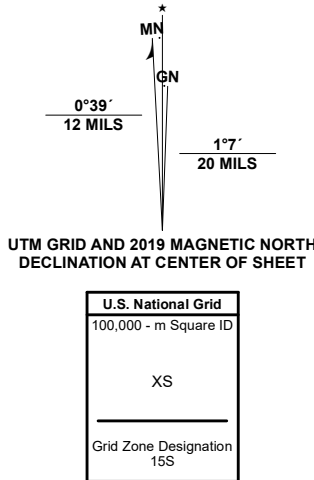 ★
MN
GN
0°39´
12 MILS
1°7´
20 MILS
UTM GRID AND 2019 MAGNETIC NORTH
DECLINATION AT CENTER OF SHEET
U.S. National Grid
100,000 - m Square ID
XS
Grid Zone Designation
15S